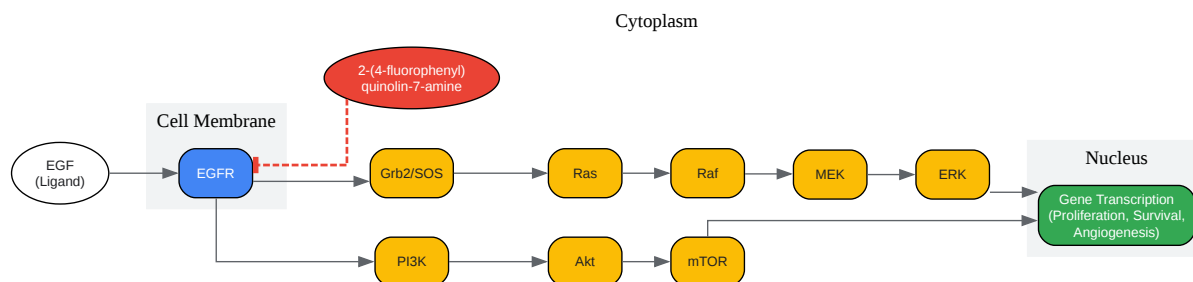 Cytoplasm
2-(4-fluorophenyl)
quinolin-7-amine
Cell Membrane
EGF
(Ligand)
EGFR
Grb2/SOS
Ras
Raf
MEK
ERK
Nucleus
Gene Transcription
(Proliferation, Survival,
Angiogenesis)
PI3K
Akt
mTOR